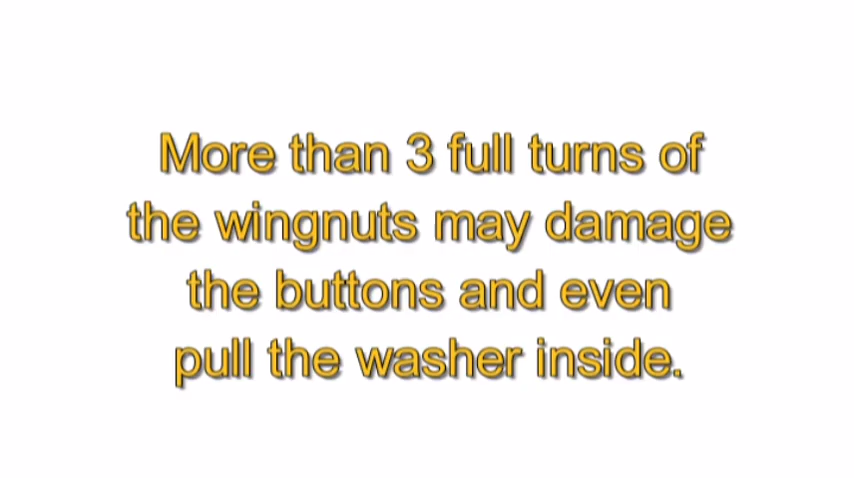 More than 3 full turns of
the wingnuts may damage
the buttons and even
pull the washer inside.